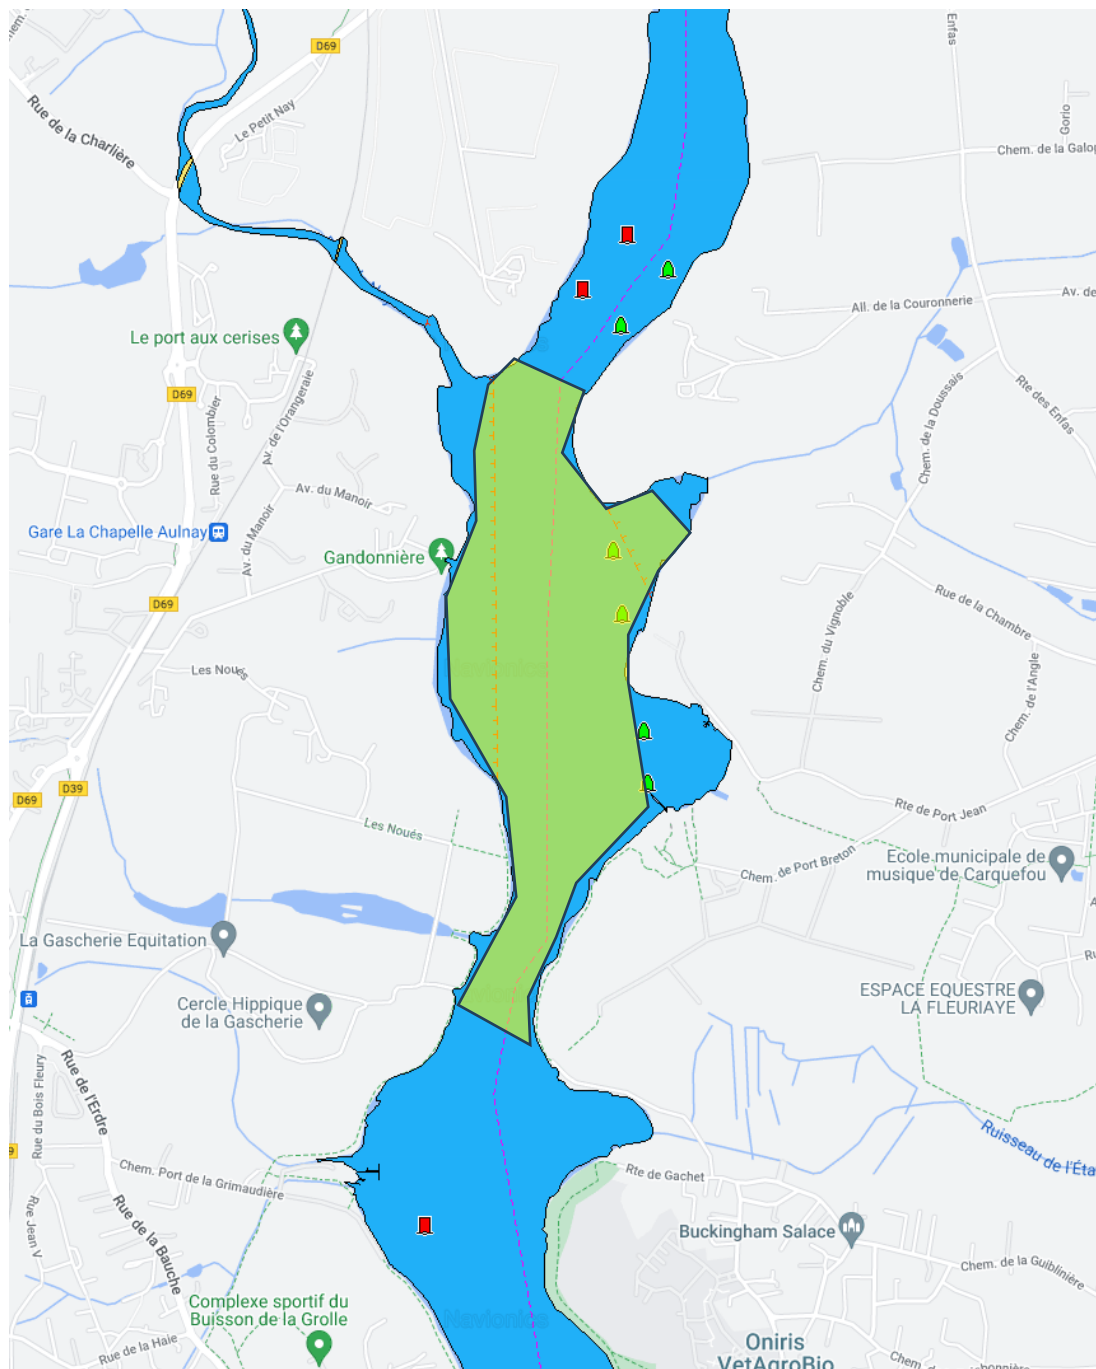 Enfas
D69
Rue de la Charlière
Le Petit Nay
Gorio
Chem. de la Galop
All. de la Couronnerie
Av. de
Le port aux cerises
D69
Rue du Colombier
Av. de l'Orangeraie
Chem. de la Doussais
Rte des Enfas
Av. du Manoir
Gare La Chapelle Aulnay
Av. du Manoir
Gandonnière
D69
Rue de la Chambre
Chem. du Vignoble
Chem. de l'Angle
Les Noués
Navionics
D39
D69
Rte de Port Jean
Les Noués
Chem. de Port Breton
Ecole municipale de
musique de Carquefou
La Gascherie Equitation
Cercle Hippique
de la Gascherie
ESPACE EQUESTRE
LA FLEURIAYE
Rue du Bois Fleury
Rue de l'Erdre
Ruisseau de l'Éta
Chem. Port de la Grimaudière
Rte de Gachet
Rue Jean V
Rue de la Bauche
Buckingham Salace
Chem. de la Guiblinière
Complexe sportif du
Buisson de la Grolle
Navionics
Rue de la Haie
Oniris
VetAgroBio